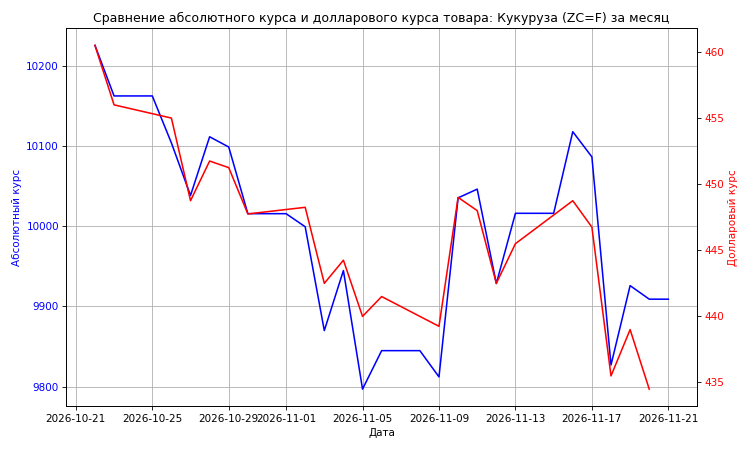 Сравнение абсолютного курса и долларового курса товара: Кукуруза (ZC=F) за месяц
Абсолютный курс
10200
10100
10000
9900
9800
460
455
450
445
440
435
Долларовый курс
2026-10-21 2026-10-25 2026-10-29 2026-11-01 2026-11-05 2026-11-09 2026-11-13 2026-11-17 2026-11-21
Дата